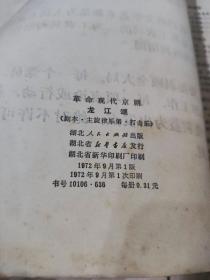 革命现代京剧
龙江颂
(剧本·主旋律乐谱·打击乐)
湖北人民出版社出版
湖北省新华书店发行
湖北省新华印刷厂印刷
1972年9月第1版
1972年9月第1次印刷
书号10106·636 每册0.31元